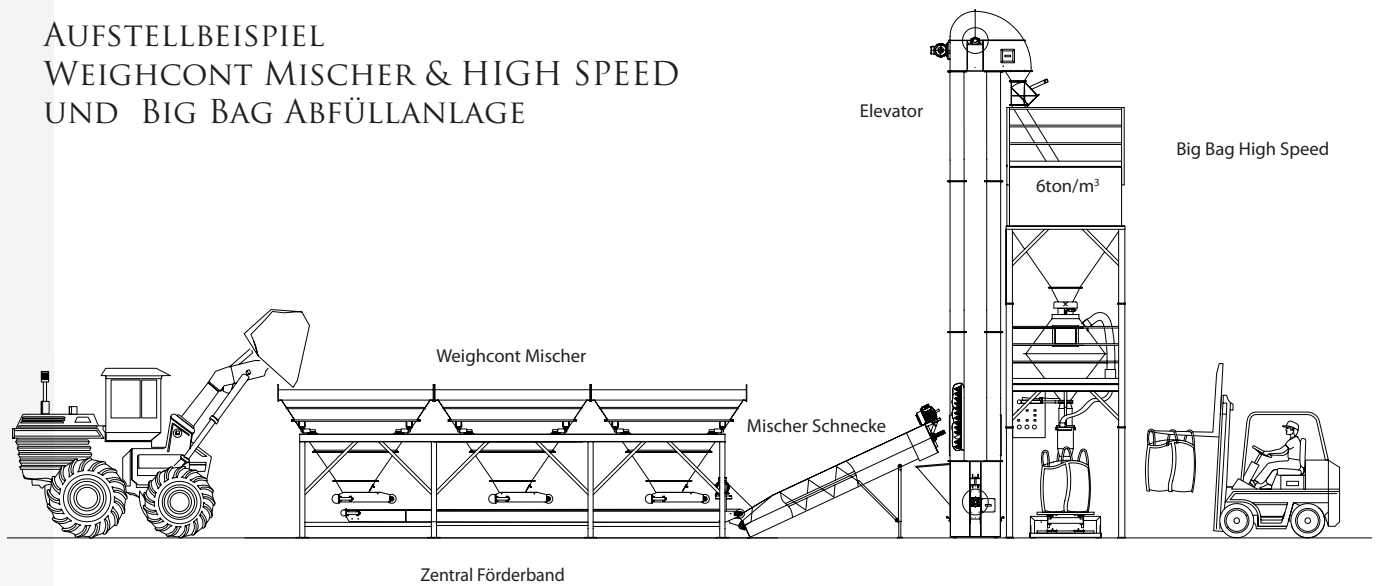 AUFSTELLBEISPIEL
WEIGHCONT MISCHER & HIGH SPEED
UND BIG BAG ABFÜLLANLAGE
Elevator
Big Bag High Speed
6ton/m³
Weighcont Mischer
Mischer Schnecke
Zentral Förderband